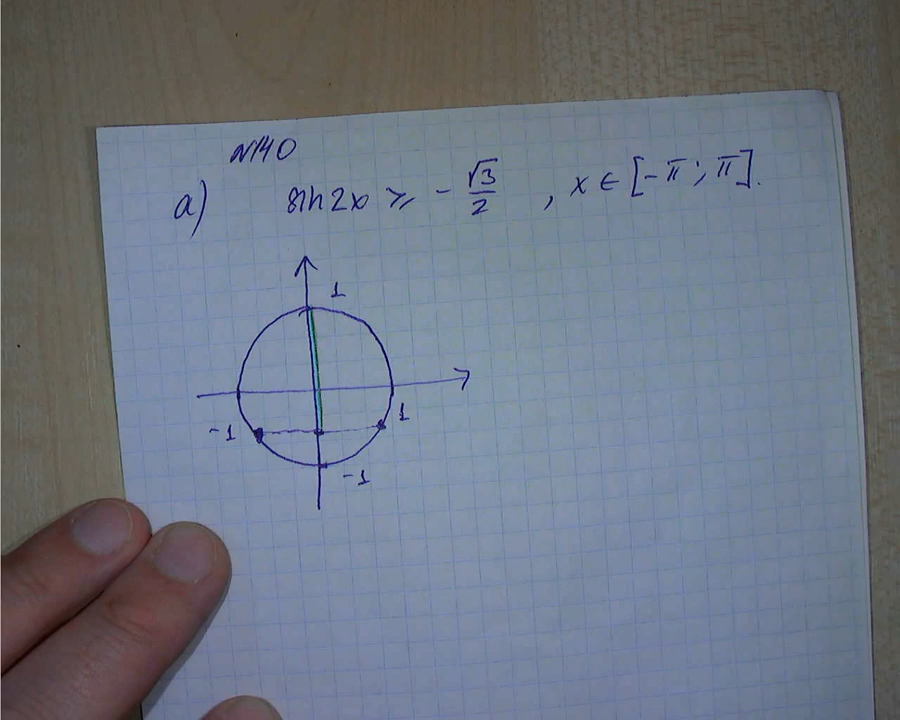 №140
a) sin 2x ⩾ - √3/2 , x ∈ [-π ; π].
1
-1 1
-1